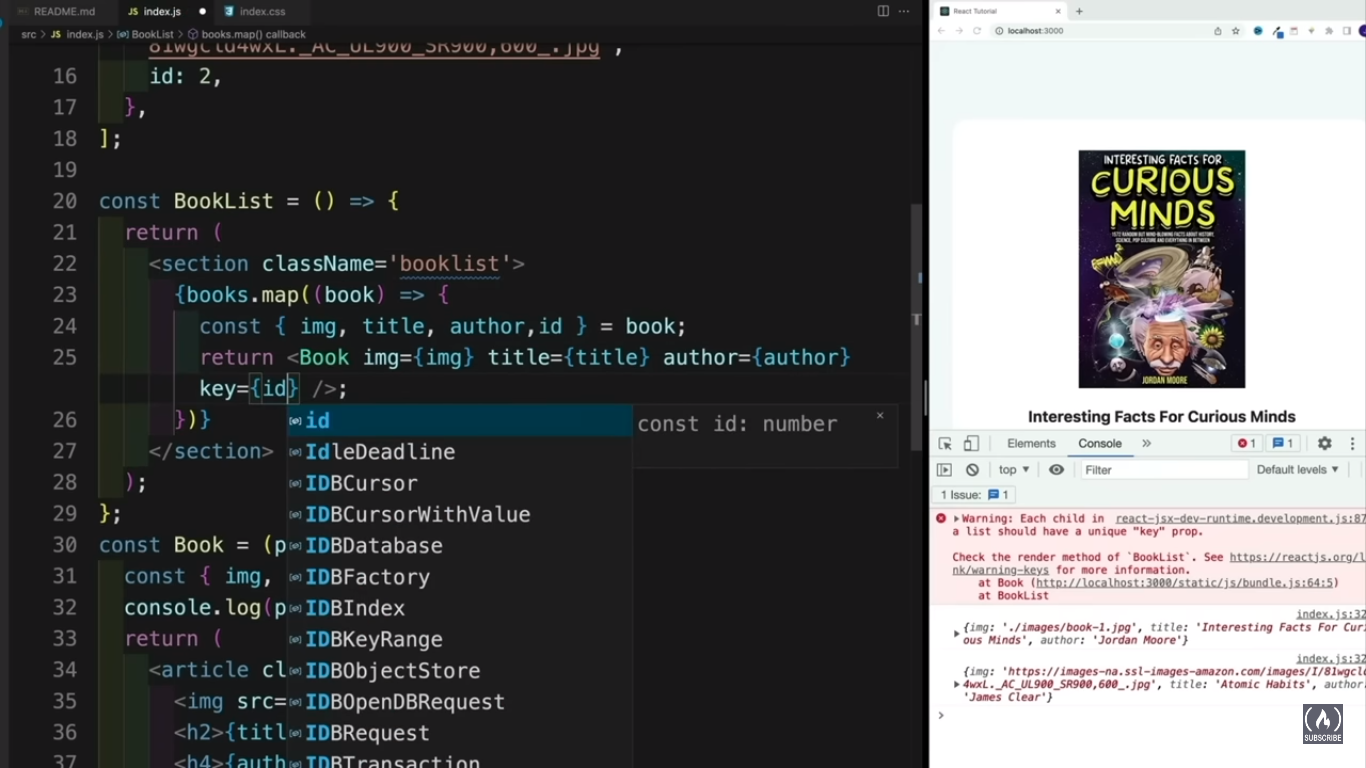 README.md
JS index.js
index.css
src > JS index.js > BookList > books.map() callback
81wgcld4wxL._AC_UL900_SR900,600_.jpg',
16 id: 2,
17 },
18 ];
19
20 const BookList = () => {
21 return (
22 <section className='booklist'>
23 {books.map((book) => {
24 const { img, title, author,id } = book;
25 return <Book img={img} title={title} author={author}
key={id} />;
26 })}
27 </section>
28 );
29 };
30 const Book = (p
31 const { img,
32 console.log(p
33 return (
34 <article cl
35 <img src=
36 <h2>{titl
37 <h4>{auth
id
const id: number
IdleDeadline
IDBCursor
IDBCursorWithValue
IDBDatabase
IDBFactory
IDBIndex
IDBKeyRange
IDBObjectStore
IDBOpenDBRequest
IDBRequest
IDBTransaction
React Tutorial
localhost:3000
INTERESTING FACTS FOR
CURIOUS
MINDS
JORDAN MOORE
Interesting Facts For Curious Minds
Elements
Console
1
1
top
Filter
Default levels
1 Issue: 1
Warning: Each child in react-jsx-dev-runtime.development.js:87
a list should have a unique "key" prop.
Check the render method of `BookList`. See https://reactjs.org/l
nk/warning-keys for more information.
at Book (http://localhost:3000/static/js/bundle.js:64:5)
at BookList
index.js:32
{img: './images/book-1.jpg', title: 'Interesting Facts For Curi
ous Minds', author: 'Jordan Moore'}
index.js:32
{img: 'https://images-na.ssl-images-amazon.com/images/I/81wgclc
4wxL._AC_UL900_SR900,600_.jpg', title: 'Atomic Habits', author:
'James Clear'}
SUBSCRIBE